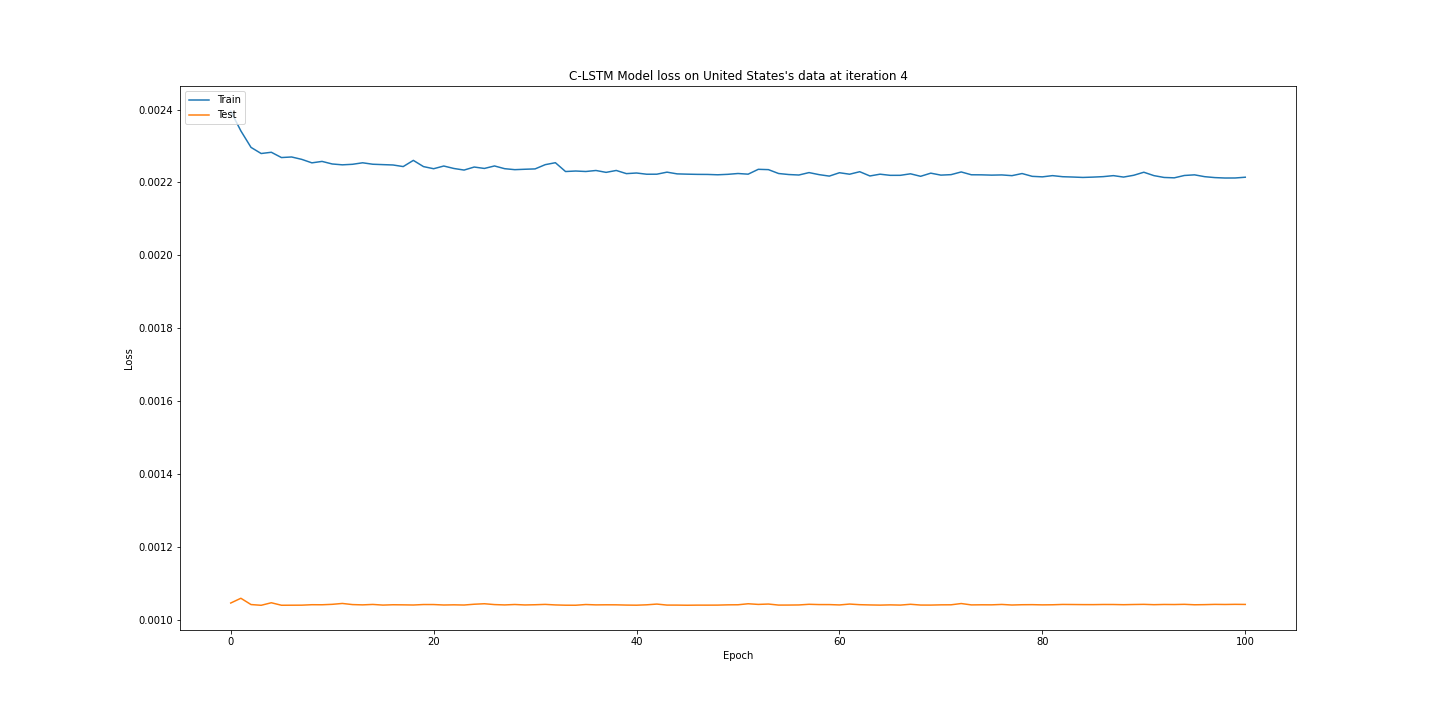 C-LSTM Model loss on United States's data at iteration 4
Train
Test
0.0024
0.0022
0.0020
0.0018
0.0016
0.0014
0.0012
0.0010
Loss
0 20 40 60 80 100
Epoch